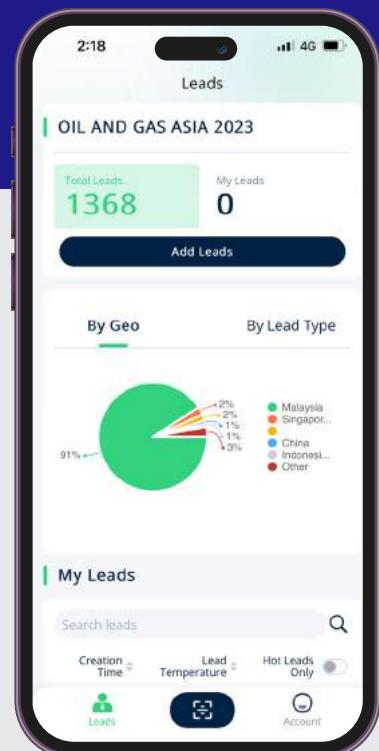 2:18
4G
Leads
OIL AND GAS ASIA 2023
Total Leads
My Leads
1368
0
Add Leads
By Geo
By Lead Type
2%
2%
1%
1%
3%
91%
Malaysia
Singapor...
China
Indonesi...
Other
My Leads
Search leads
Creation Time
Lead Temperature
Hot Leads Only
Leads
Account